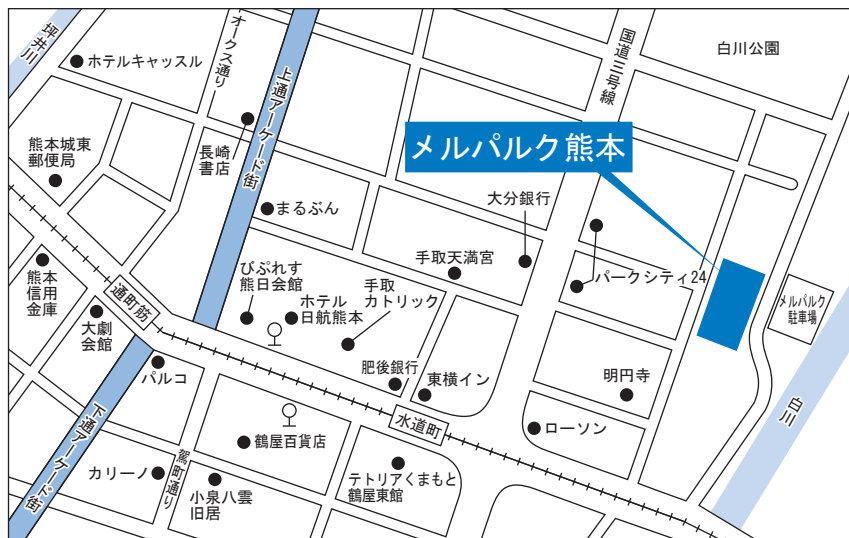 坪井川
ホテルキャッスル
オークス通り
上通アーケード街
国道三号線
白川公園
熊本城東
郵便局
長崎
書店
メルパルク熊本
まるぶん
大分銀行
手取天満宮
パークシティ24
熊本
信用
金庫
通町筋
大劇
会館
びぷれす
熊日会館
ホテル
日航熊本
手取
カトリック
メルパルク
駐車場
パルコ
肥後銀行
東横イン
明円寺
水道町
ローソン
白川
下通アーケード街
鶴屋百貨店
カリーノ
駕町通り
小泉八雲
旧居
テトリアくまもと
鶴屋東館